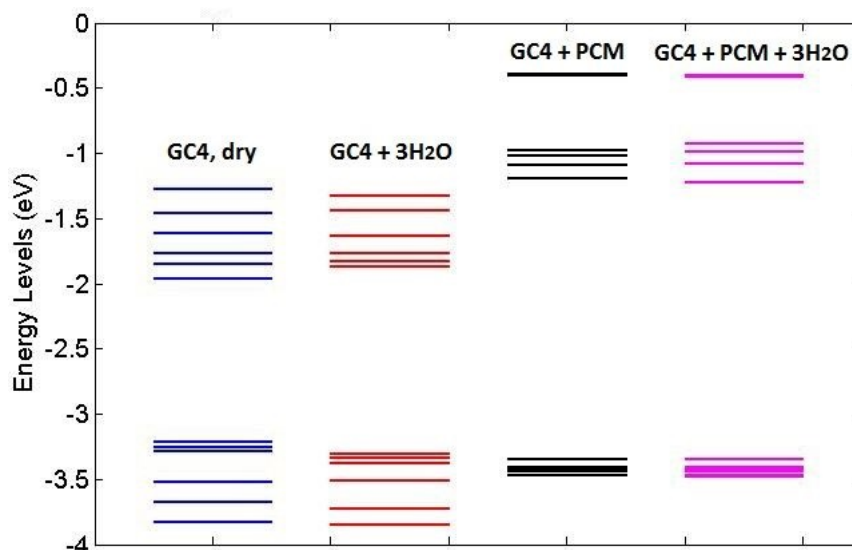 0
GC4 + PCM
GC4 + PCM + 3H2O
-0.5
-1
GC4, dry
GC4 + 3H2O
-1.5
-2
-2.5
-3
-3.5
-4
Energy Levels (eV)